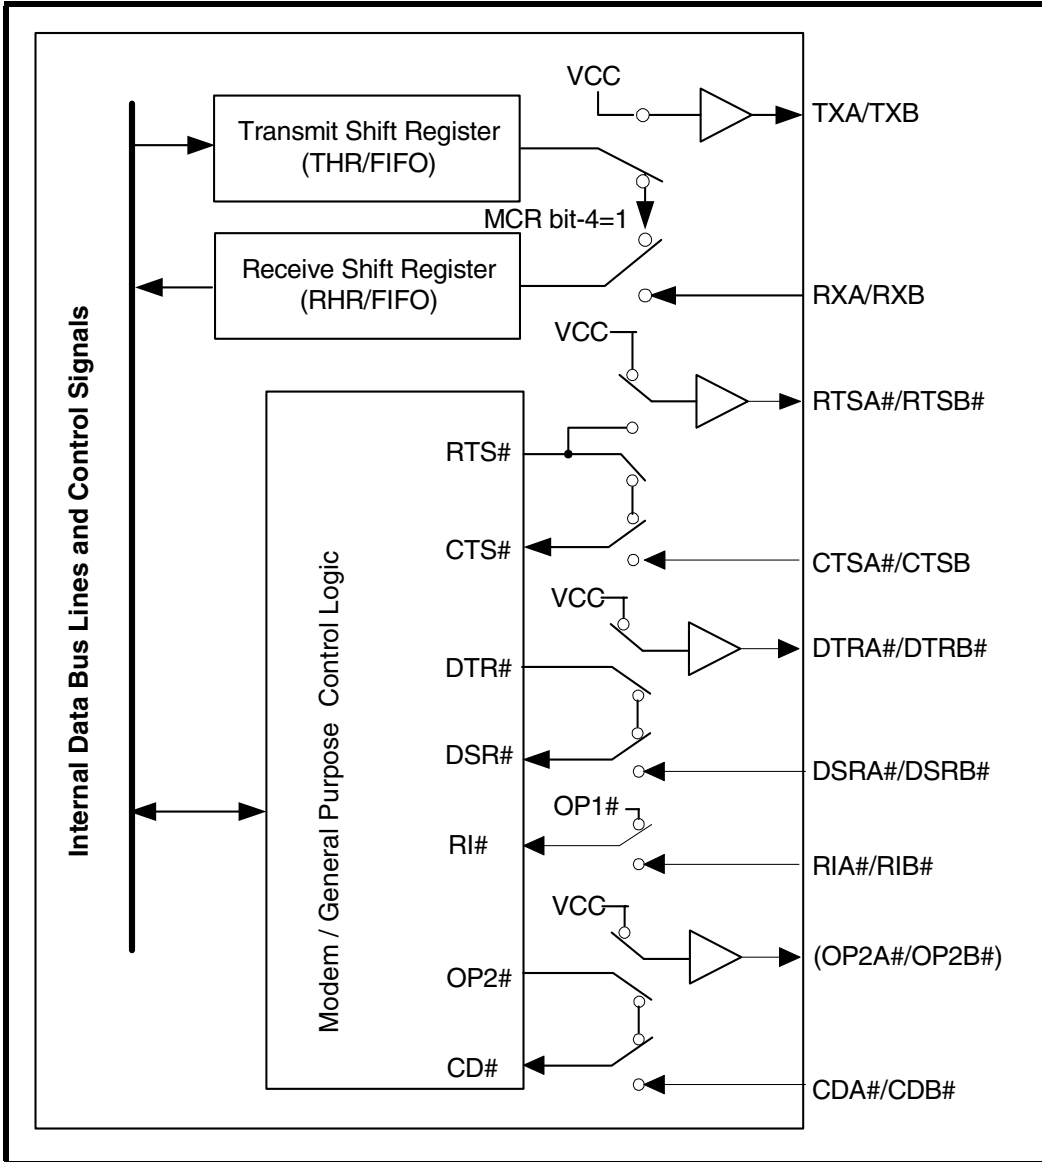 VCC
TXA/TXB
Transmit Shift Register
(THR/FIFO)
MCR bit-4=1
Receive Shift Register
(RHR/FIFO)
RXA/RXB
VCC
RTSA#/RTSB#
RTS#
CTS#
CTSA#/CTSB
VCC
DTRA#/DTRB#
DTR#
DSR#
DSRA#/DSRB#
OP1#
RI#
RIA#/RIB#
VCC
(OP2A#/OP2B#)
OP2#
CD#
CDA#/CDB#
Internal Data Bus Lines and Control Signals
Modem / General Purpose Control Logic